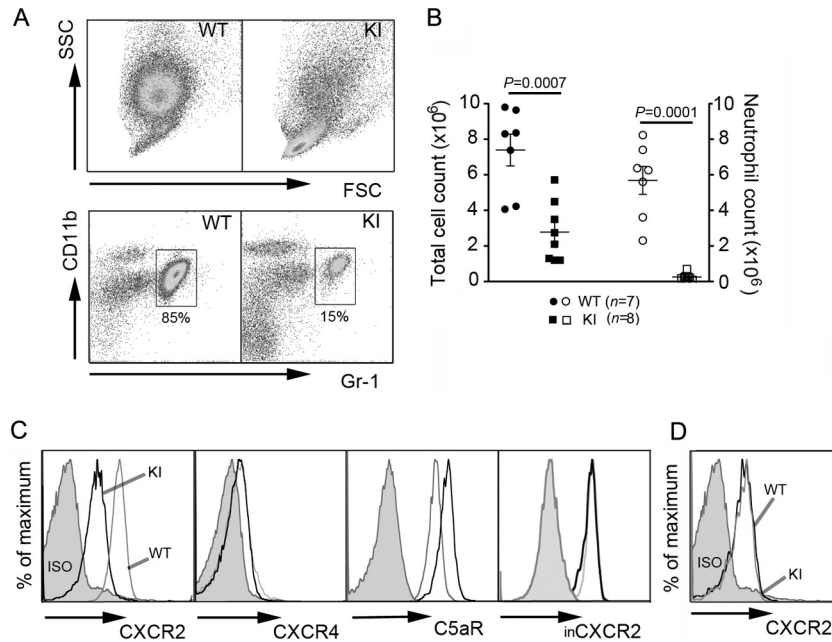 A
SSC
WT
KI
FSC
CD11b
WT
KI
85%
15%
Gr-1
B
P=0.0007
P=0.0001
Total cell count (x10⁶)
10
8
6
4
2
0
10
8
6
4
2
0
Neutrophil count (x10⁶)
WT (n=7)
KI (n=8)
C
% of maximum
KI
ISO
WT
CXCR2
CXCR4
C5aR
inCXCR2
D
% of maximum
WT
ISO
KI
CXCR2